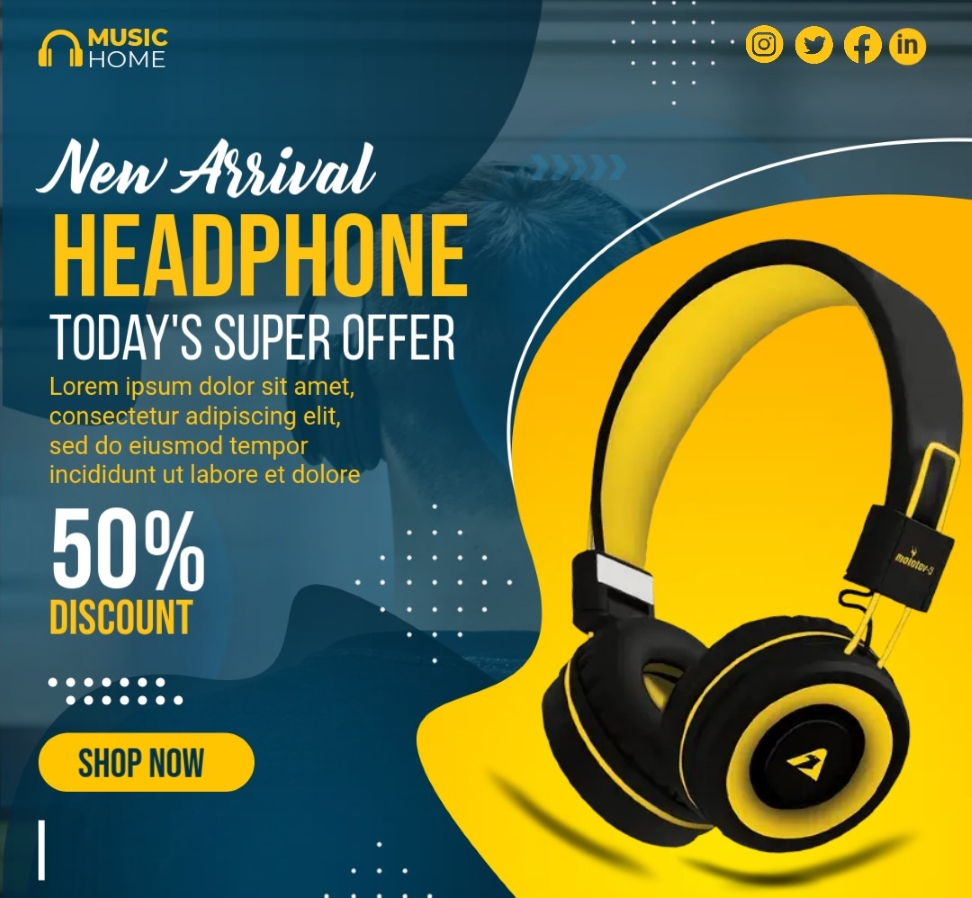 MUSIC
HOME
in
New Arrival
HEADPHONE
TODAY'S SUPER OFFER
Lorem ipsum dolor sit amet,
consectetur adipiscing elit,
sed do eiusmod tempor
incididunt ut labore et dolore
50%
DISCOUNT
SHOP NOW